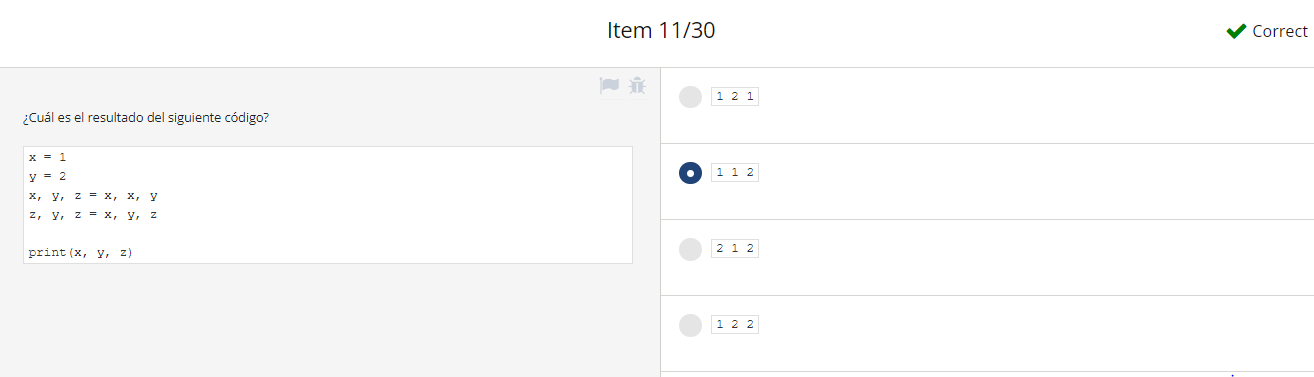 Item 11/30
Correct
¿Cuál es el resultado del siguiente código?
x = 1
y = 2
x, y, z = x, x, y
z, y, z = x, y, z
print(x, y, z)
1 2 1
1 1 2
2 1 2
1 2 2